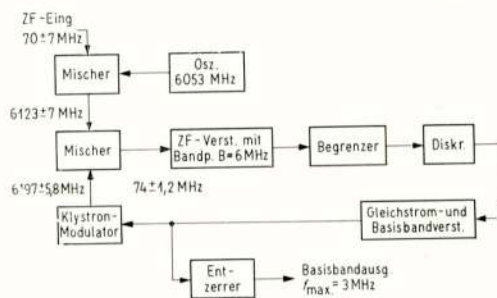 ZF-Eing
70±7 MHz
Mischer
Osz.
6053 MHz
6123±7 MHz
Mischer
ZF-Verst. mit
Bandp. B=6MHz
Begrenzer
Diskr.
6197±5,8MHz
74±1,2 MHz
Klystron-
Modulator
Gleichstrom-und
Basisbandverst.
Ent-
zerrer
Basisbandausg.
fmax.= 3 MHz